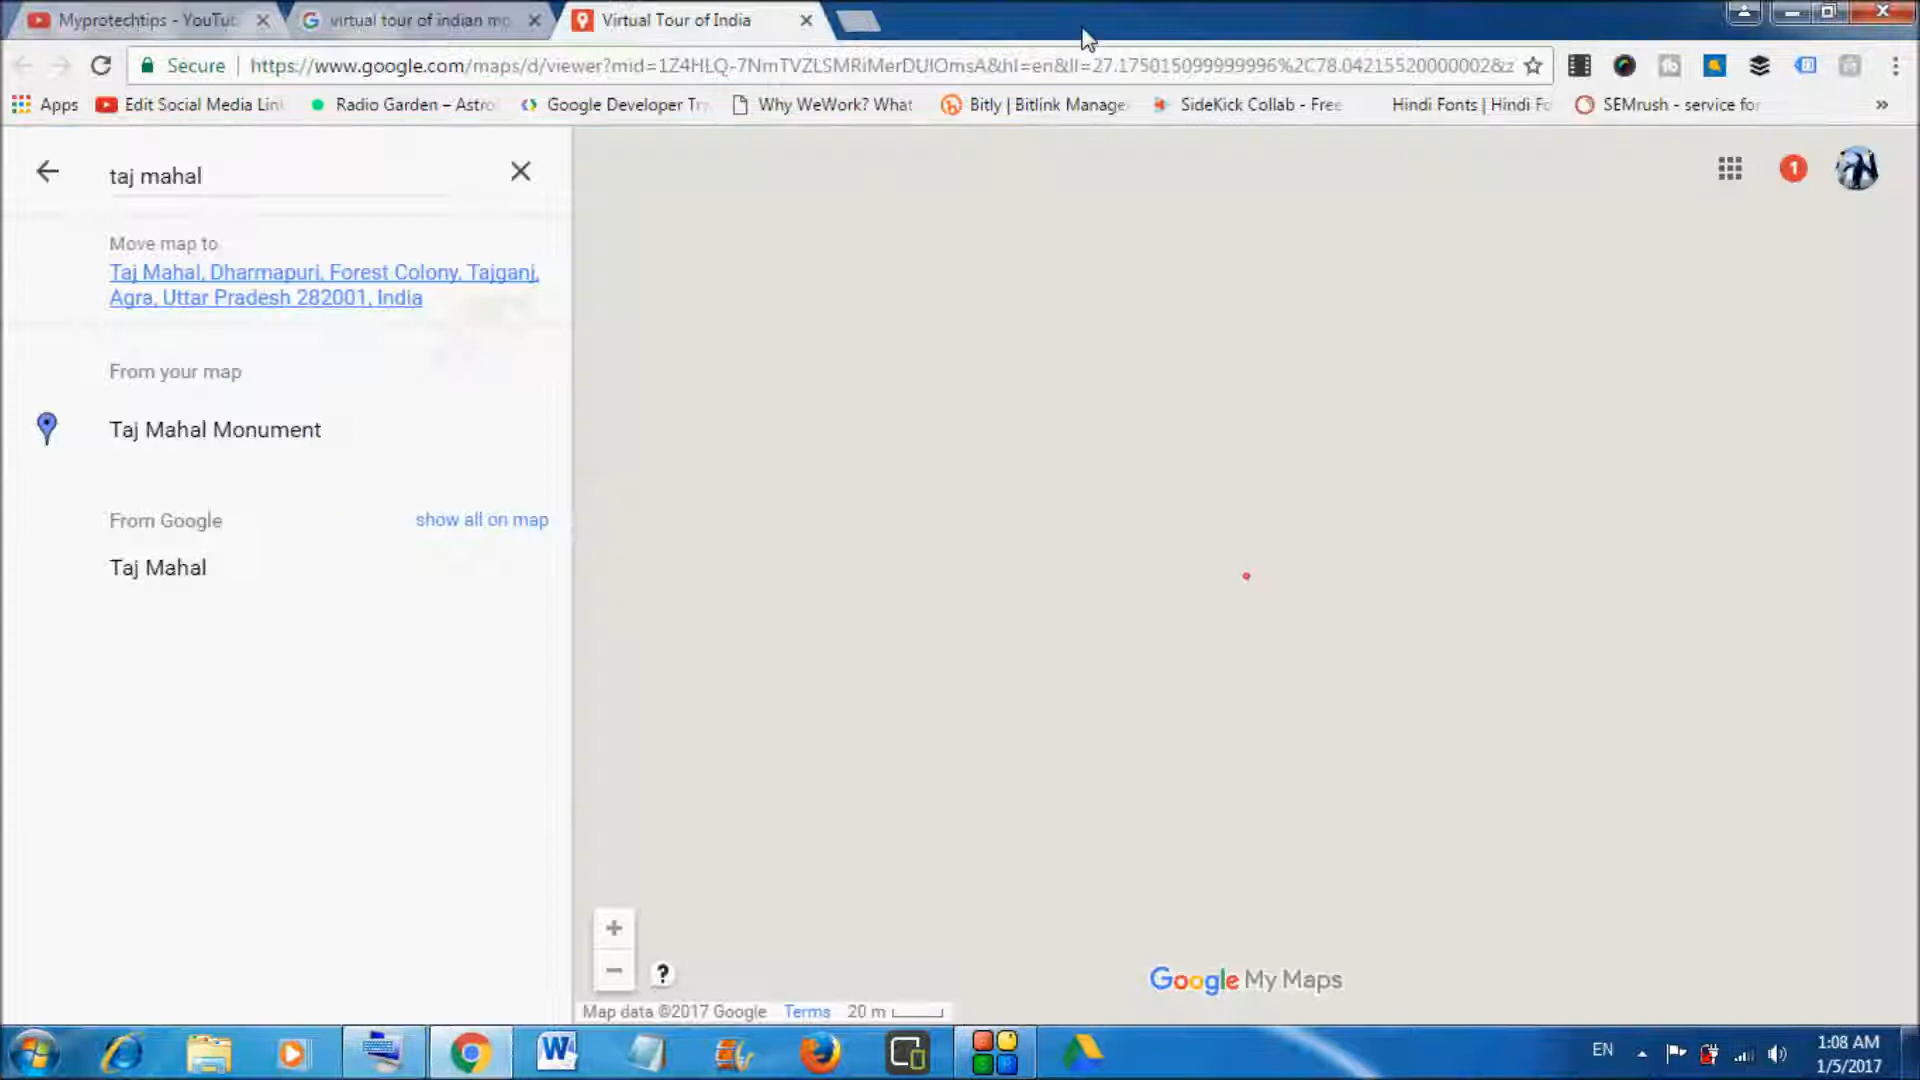 Myprotechtips - YouTub
virtual tour of indian mo
Virtual Tour of India
Secure
https://www.google.com/maps/d/viewer?mid=1Z4HLQ-7NmTVZLSMRiMerDUIOmsA&hl=en&ll=27.175015099999996%2C78.04215520000002&z
Apps
Edit Social Media Link
Radio Garden – Astro
Google Developer Tr
Why WeWork? What
Bitly | Bitlink Manage
SideKick Collab - Free
Hindi Fonts | Hindi Fo
SEMrush - service for
»
taj mahal
1
Move map to
Taj Mahal, Dharmapuri, Forest Colony, Tajganj,
Agra, Uttar Pradesh 282001, India
From your map
Taj Mahal Monument
From Google
show all on map
Taj Mahal
+
−
?
Google My Maps
Map data ©2017 Google
Terms
20 m
EN
1:08 AM
1/5/2017